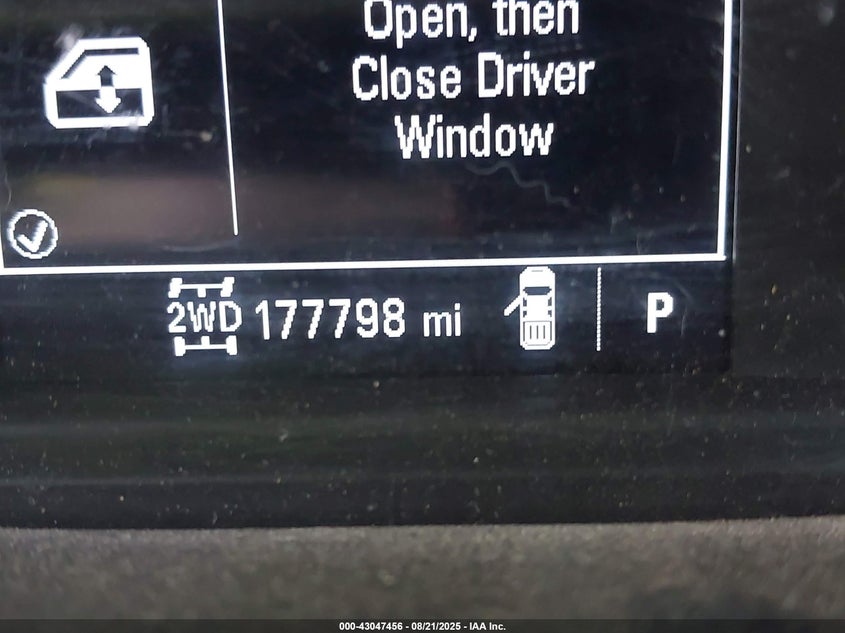 Open, then
Close Driver
Window
2WD 177798 mi P
000-43047456 - 08/21/2025 - IAA Inc.